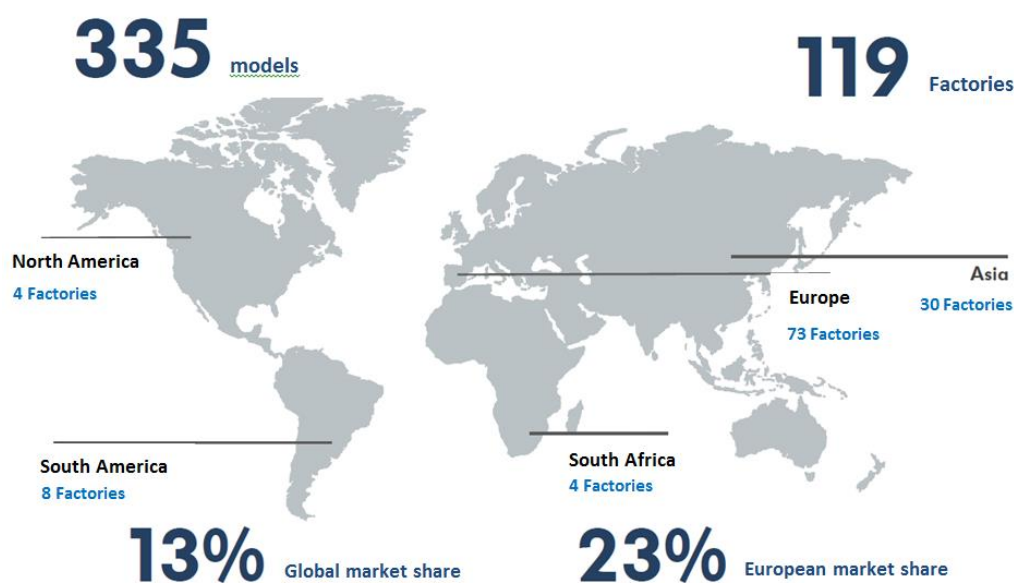 335 models
119 Factories
North America
4 Factories
Asia
30 Factories
Europe
73 Factories
South America
8 Factories
South Africa
4 Factories
13% Global market share
23% European market share